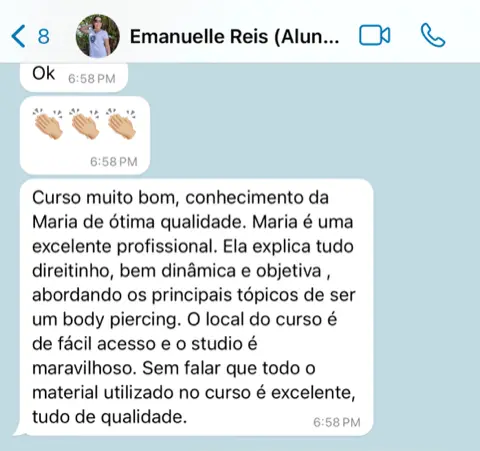 8 Emanuelle Reis (Alun...
Ok 6:58 PM
👏🏼👏🏼👏🏼
6:58 PM
Curso muito bom, conhecimento da
Maria de ótima qualidade. Maria é uma
excelente profissional. Ela explica tudo
direitinho, bem dinâmica e objetiva ,
abordando os principais tópicos de ser
um body piercing. O local do curso é
de fácil acesso e o studio é
maravilhoso. Sem falar que todo o
material utilizado no curso é excelente,
tudo de qualidade. 6:58 PM